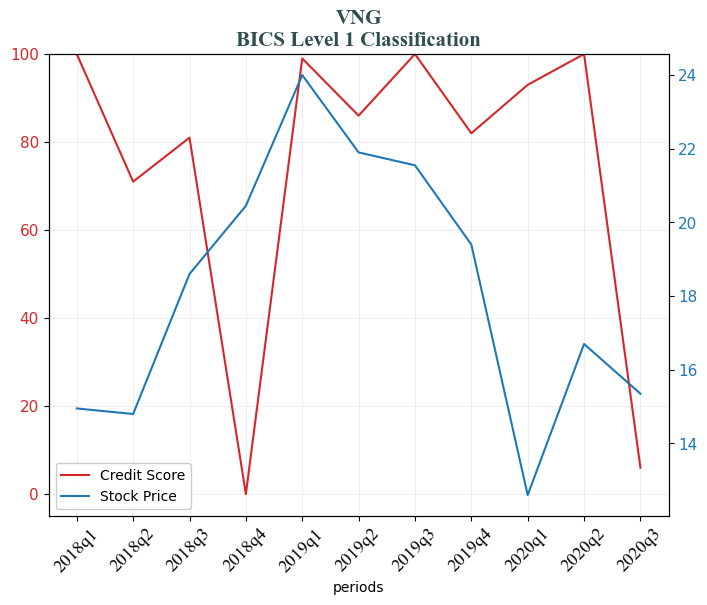 VNG
BICS Level 1 Classification
100
80
60
40
20
0
24
22
20
18
16
14
Credit Score
Stock Price
2018q1
2018q2
2018q3
2018q4
2019q1
2019q2
2019q3
2019q4
2020q1
2020q2
2020q3
periods